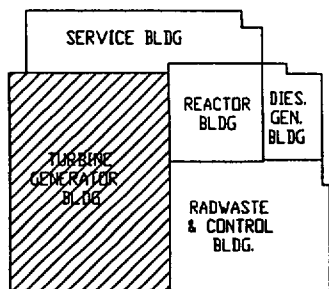 SERVICE BLDG
REACTOR
BLDG
DIES.
GEN.
BLDG
TURBINE
GENERATOR
BLDG
RADWASTE
& CONTROL
BLDG.